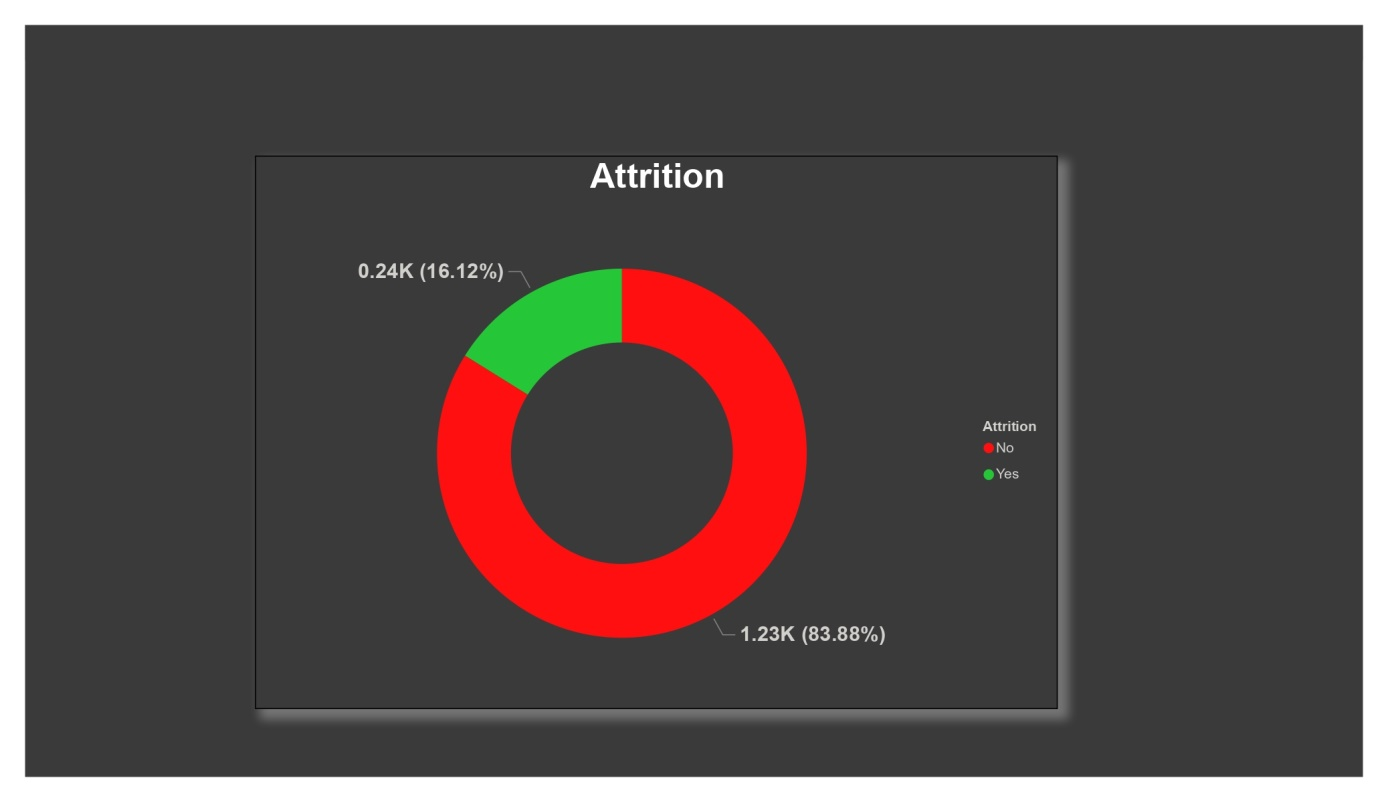 Attrition
0.24K (16.12%)
Attrition
No
Yes
1.23K (83.88%)